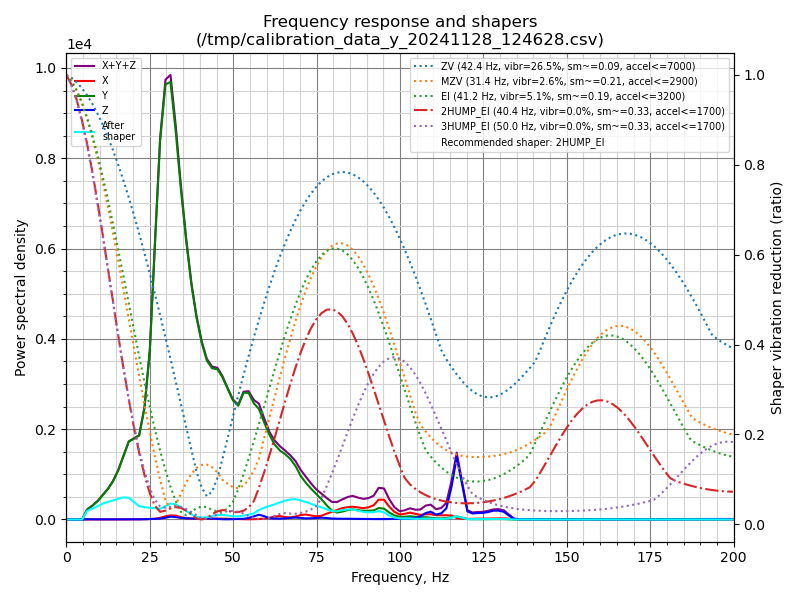 Frequency response and shapers
(/tmp/calibration_data_y_20241128_124628.csv)
1e4
X+Y+Z
X
Y
Z
After
shaper
ZV (42.4 Hz, vibr=26.5%, sm~=0.09, accel<=7000)
MZV (31.4 Hz, vibr=2.6%, sm~=0.21, accel<=2900)
EI (41.2 Hz, vibr=5.1%, sm~=0.19, accel<=3200)
2HUMP_EI (40.4 Hz, vibr=0.0%, sm~=0.33, accel<=1700)
3HUMP_EI (50.0 Hz, vibr=0.0%, sm~=0.33, accel<=1700)
Recommended shaper: 2HUMP_EI
Power spectral density
1.0
0.8
0.6
0.4
0.2
0.0
Shaper vibration reduction (ratio)
1.0
0.8
0.6
0.4
0.2
0.0
0 25 50 75 100 125 150 175 200
Frequency, Hz